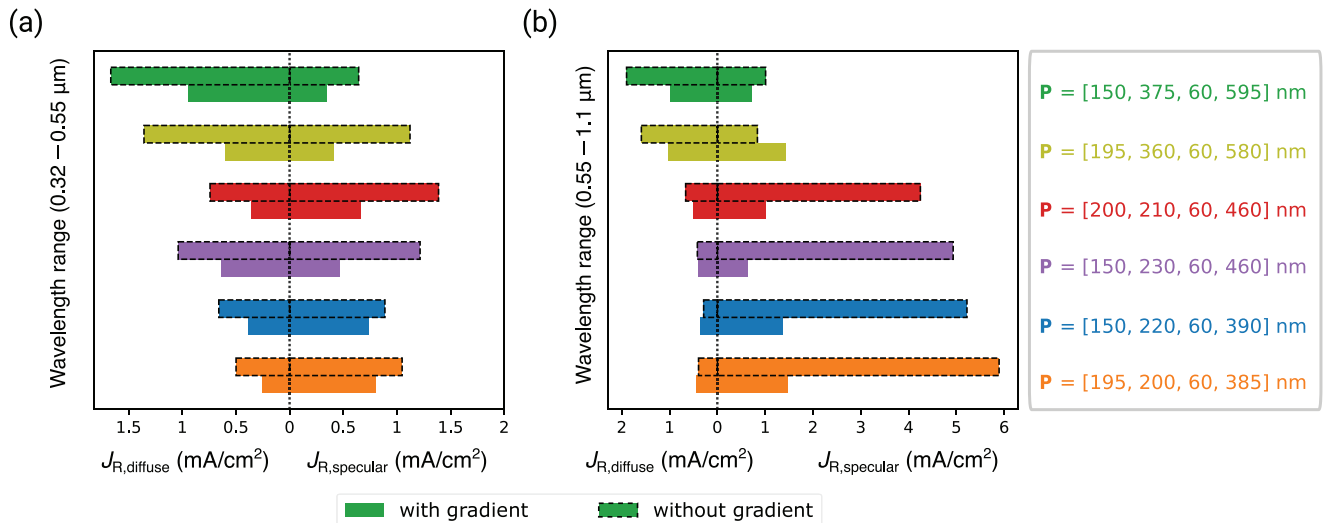 (a)
(b)
Wavelength range (0.32 – 0.55 µm)
1.5 1 0.5 0 0.5 1 1.5 2
J_R,diffuse (mA/cm²) J_R,specular (mA/cm²)
Wavelength range (0.55 – 1.1 µm)
2 1 0 1 2 3 4 5 6
J_R,diffuse (mA/cm²) J_R,specular (mA/cm²)
P = [150, 375, 60, 595] nm
P = [195, 360, 60, 580] nm
P = [200, 210, 60, 460] nm
P = [150, 230, 60, 460] nm
P = [150, 220, 60, 390] nm
P = [195, 200, 60, 385] nm
with gradient without gradient